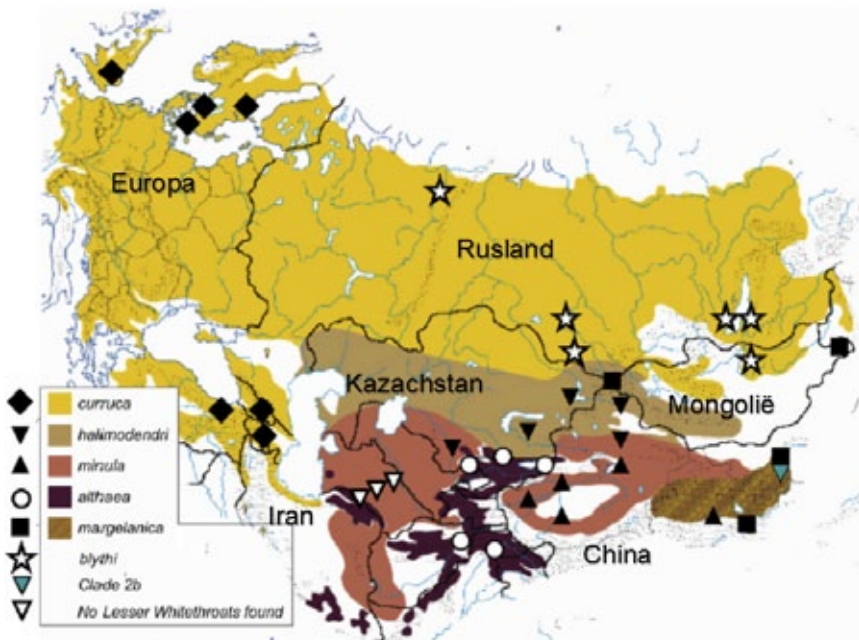 Europa
Rusland
Kazachstan
Mongolië
Iran
China
curruca
halimodendri
minula
althaea
margelanica
blythi
Clade 2b
No Lesser Whitethroats found